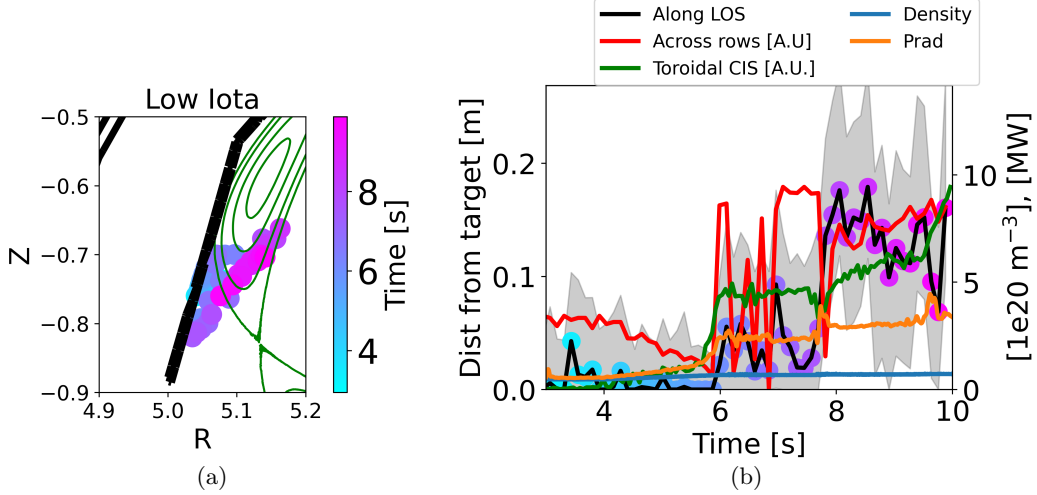 Low Iota
−0.5
−0.6
−0.7
−0.8
−0.9
Z
4.9 5.0 5.1 5.2
R
8
6
4
Time [s]
(a)
Along LOS
Across rows [A.U]
Toroidal CIS [A.U.]
Density
Prad
Dist from target [m]
0.2
0.1
0.0
10
5
0
[1e20 m⁻³], [MW]
4 6 8 10
Time [s]
(b)